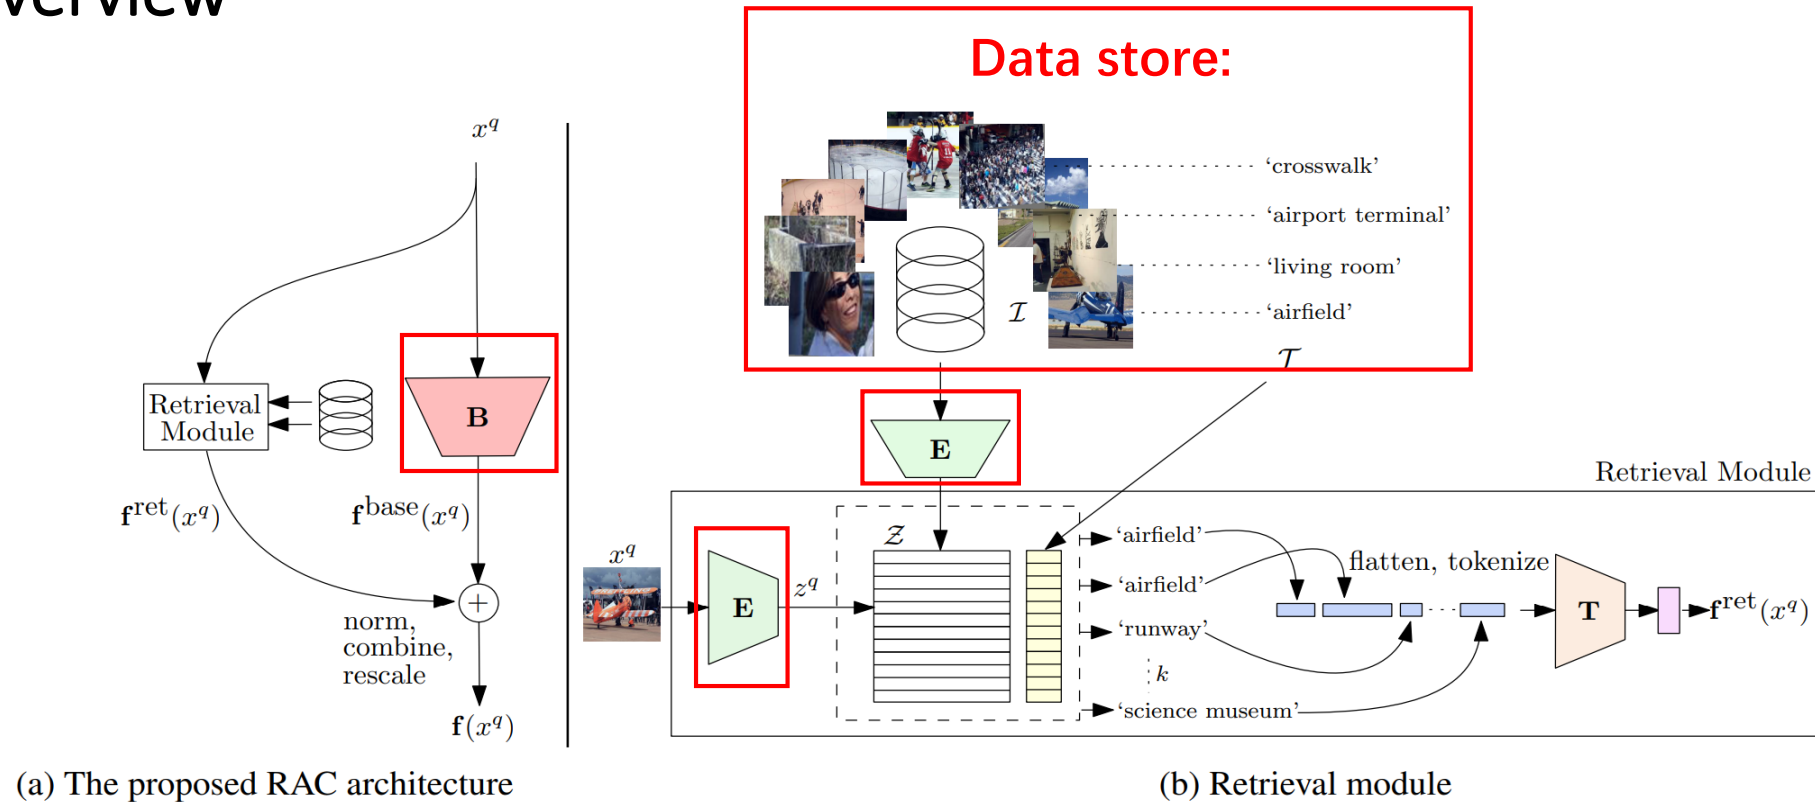 verview
x^q
Retrieval
Module
B
f^ret(x^q)
f^base(x^q)
+
norm,
combine,
rescale
f(x^q)
(a) The proposed RAC architecture
Data store:
'crosswalk'
'airport terminal'
'living room'
'airfield'
I
T
E
Retrieval Module
x^q
E
z^q
Z
'airfield'
'airfield'
'runway'
k
'science museum'
flatten, tokenize
T
f^ret(x^q)
(b) Retrieval module